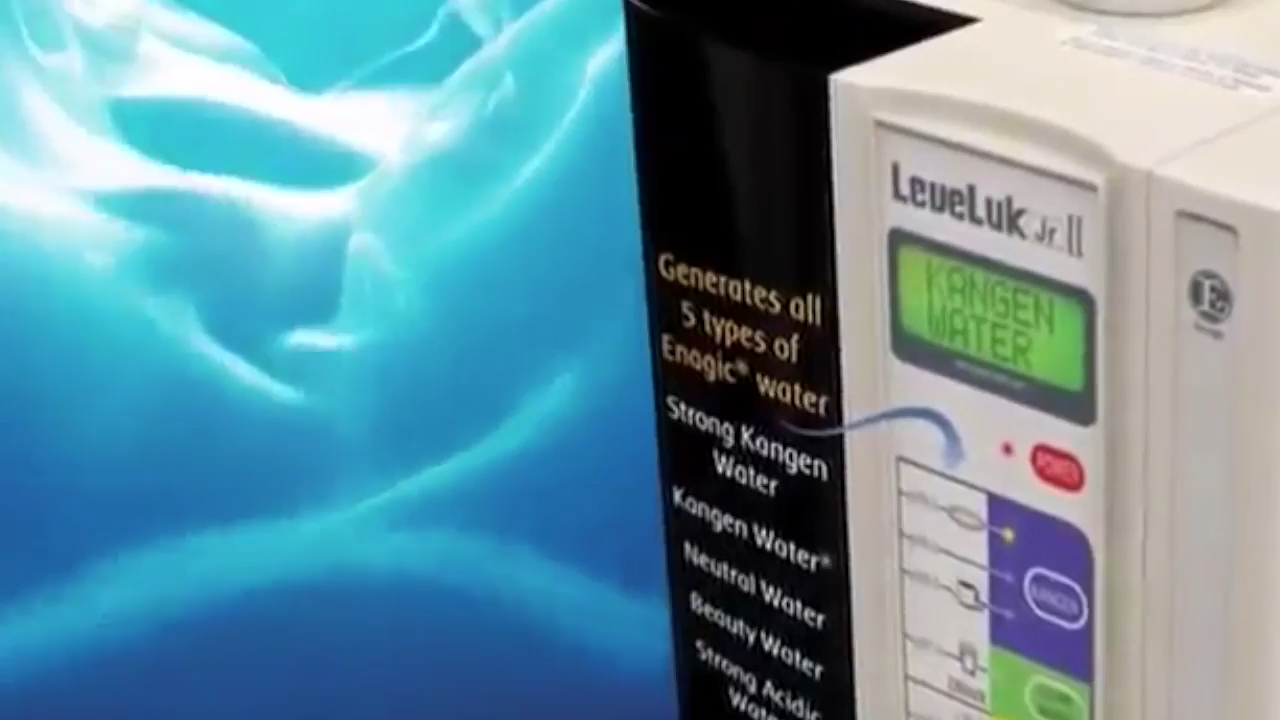 Generates all
5 types of
Enagic® water
Strong Kangen
Water
Kangen Water®
Neutral Water
Beauty Water
Strong Acidic
Water
LeveLuk Jr II
KANGEN
WATER
POWER
KANGEN
E